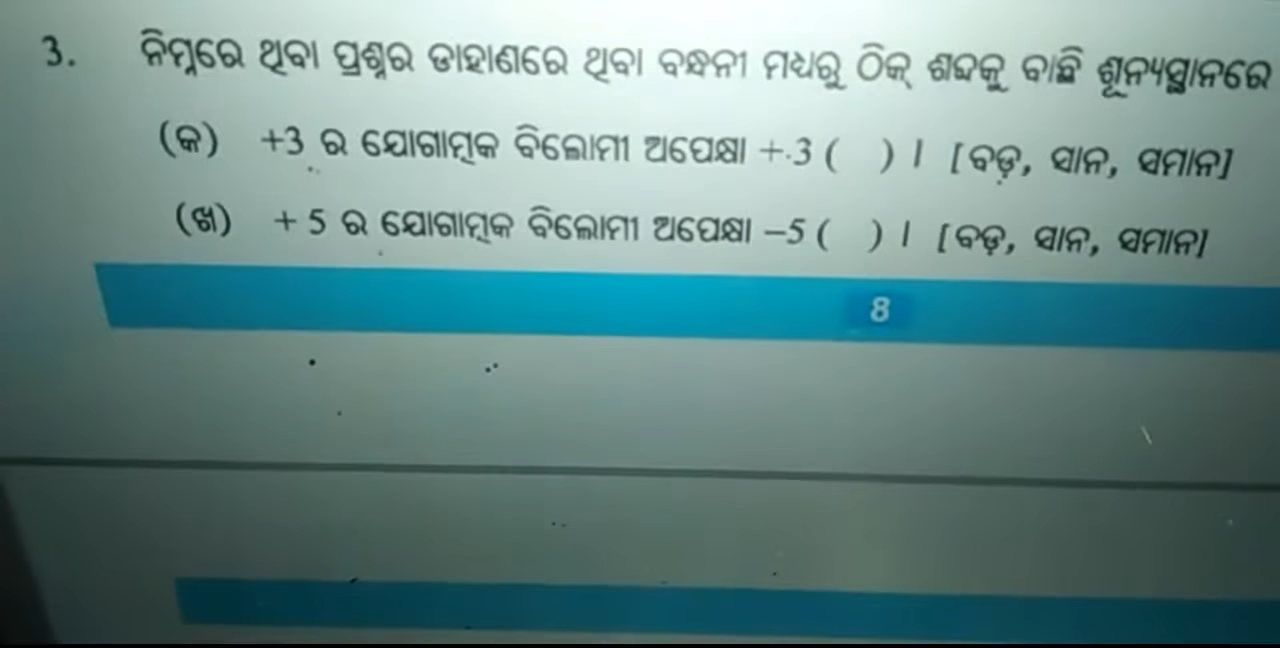 3. ନିମ୍ନରେ ଥିବା ପ୍ରଶ୍ନର ଡାହାଣରେ ଥିବା ବନ୍ଧନୀ ମଧ୍ୟରୁ ଠିକ୍ ଶବ୍ଦକୁ ବାଛି ଶୂନ୍ୟସ୍ଥାନରେ
(କ) +3 ର ଯୋଗାତ୍ମକ ବିଲୋମୀ ଅପେକ୍ଷା +3 ( ) । [ବଡ଼, ସାନ, ସମାନ]
(ଖ) + 5 ର ଯୋଗାତ୍ମକ ବିଲୋମୀ ଅପେକ୍ଷା –5 ( ) । [ବଡ଼, ସାନ, ସମାନ]
8